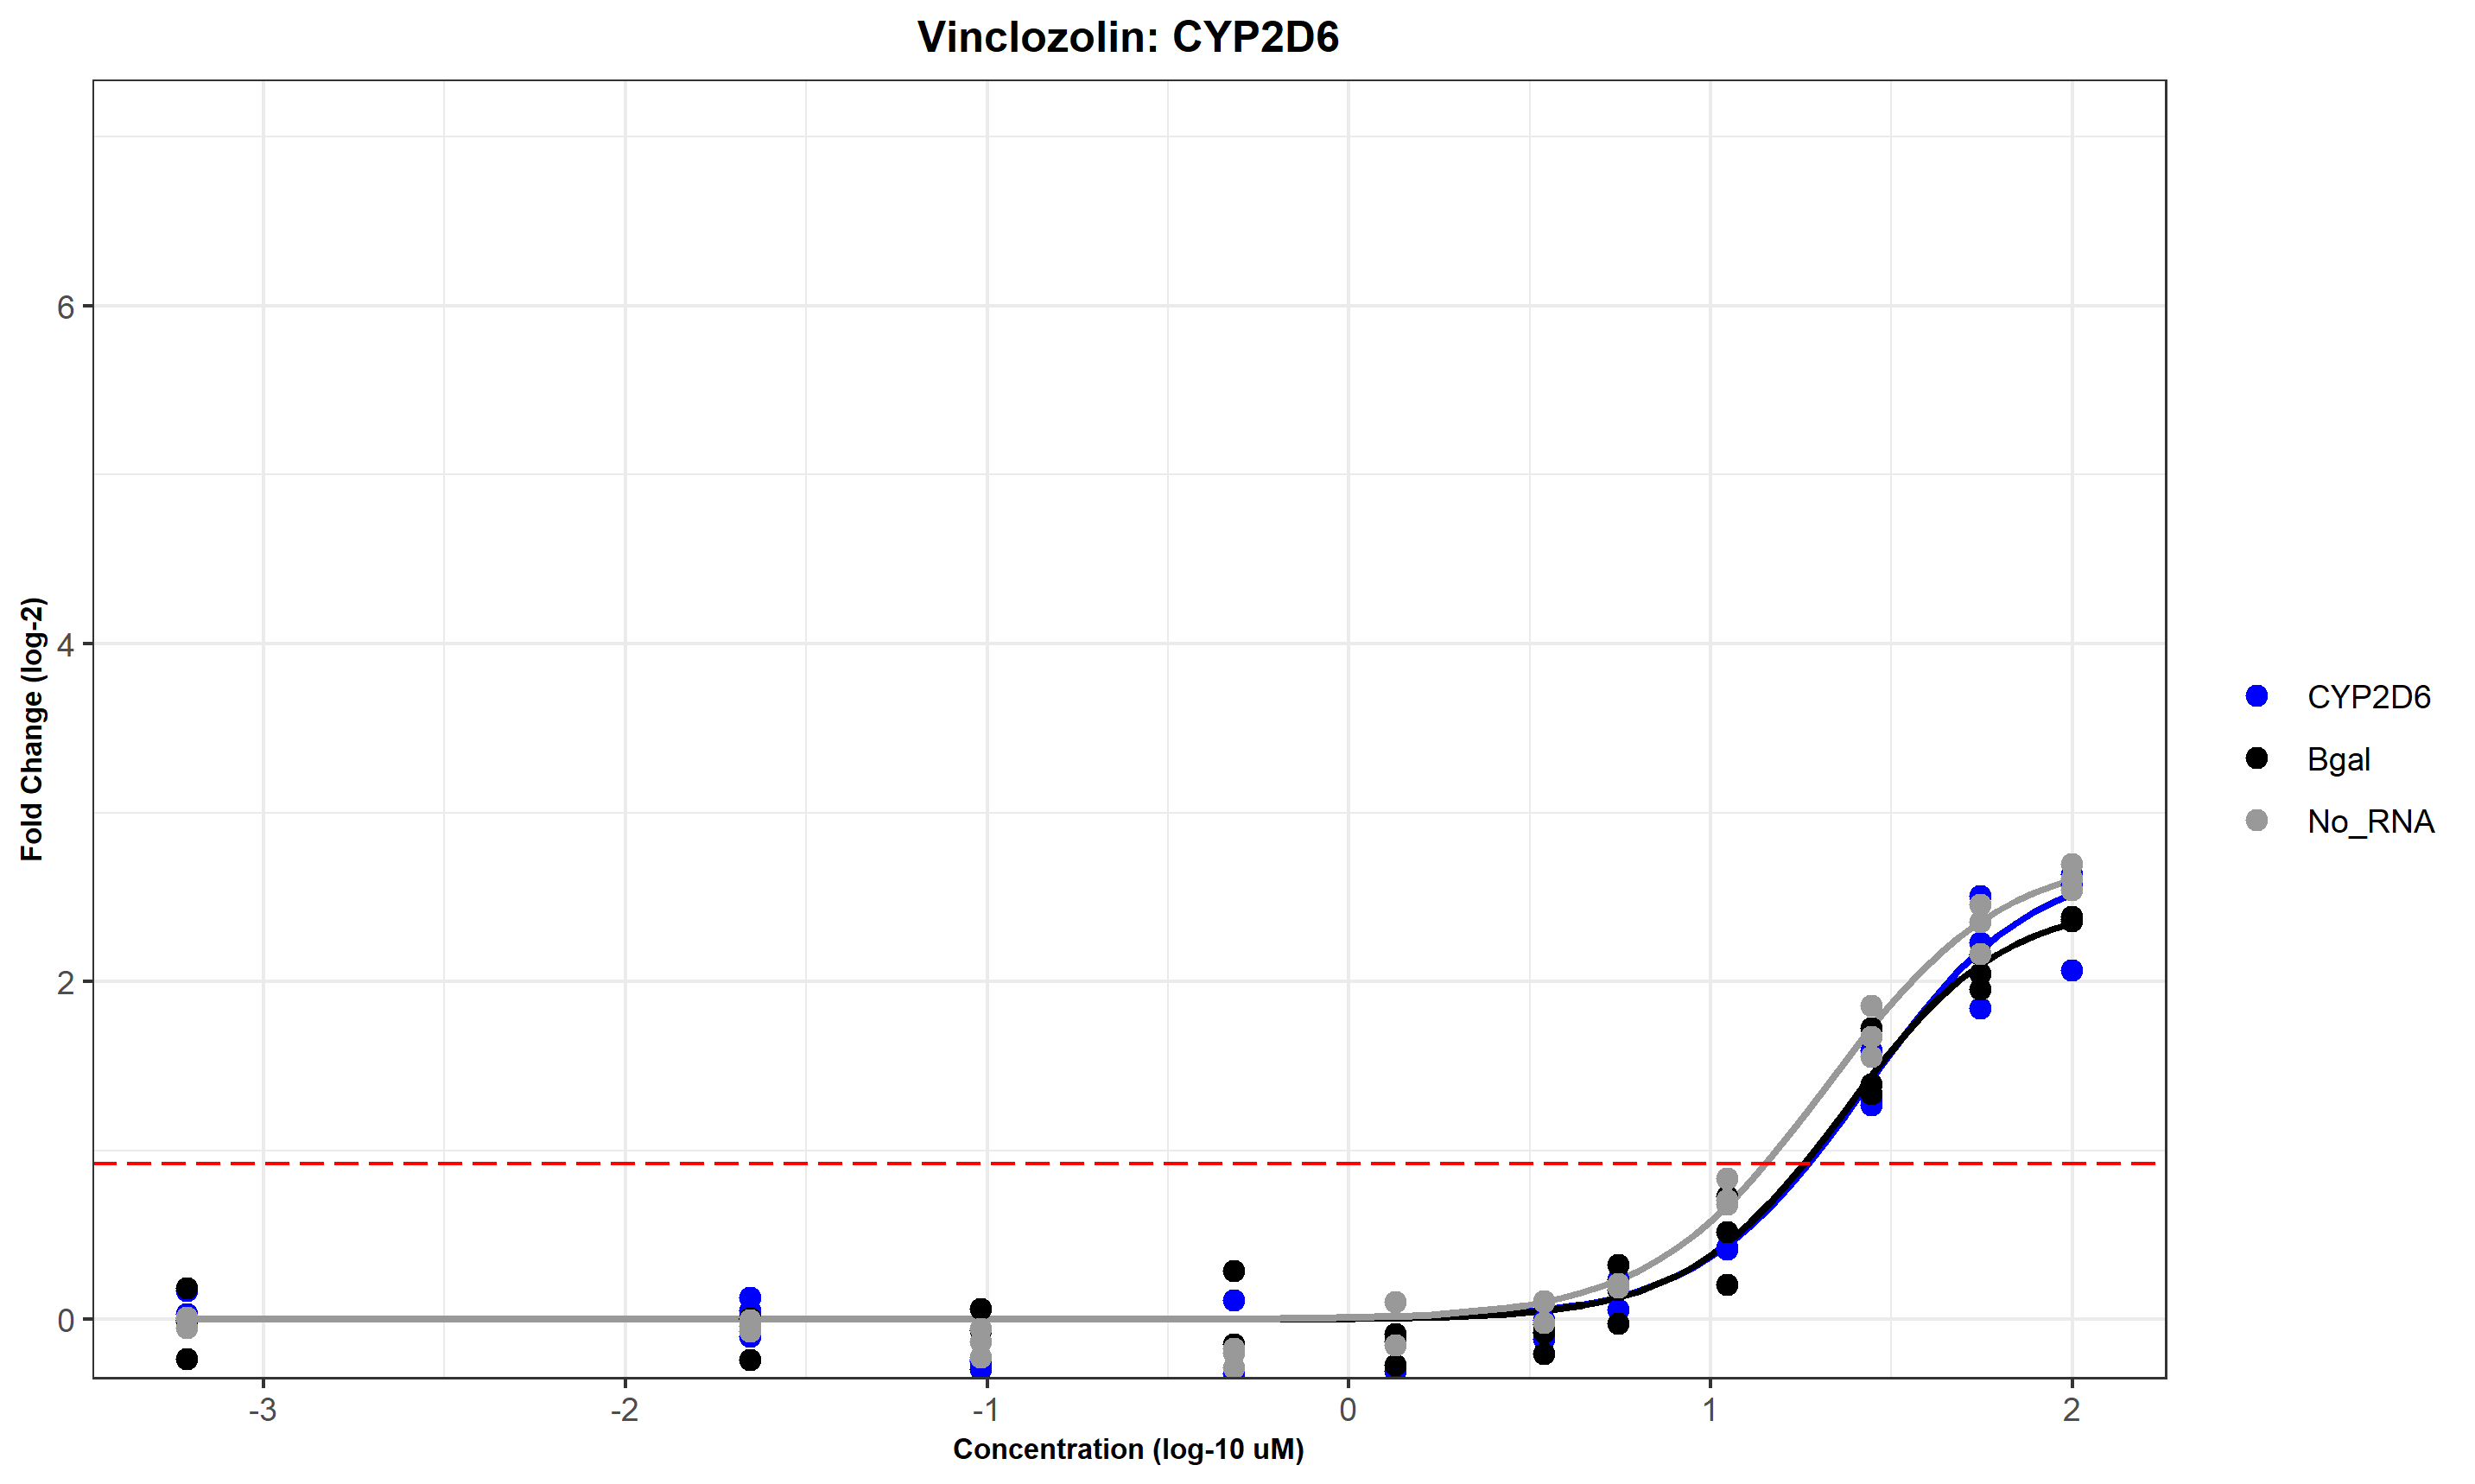 Vinclozolin: CYP2D6
Fold Change (log-2)
6
4
2
0
-3
-2
-1
0
1
2
Concentration (log-10 uM)
CYP2D6
Bgal
No_RNA